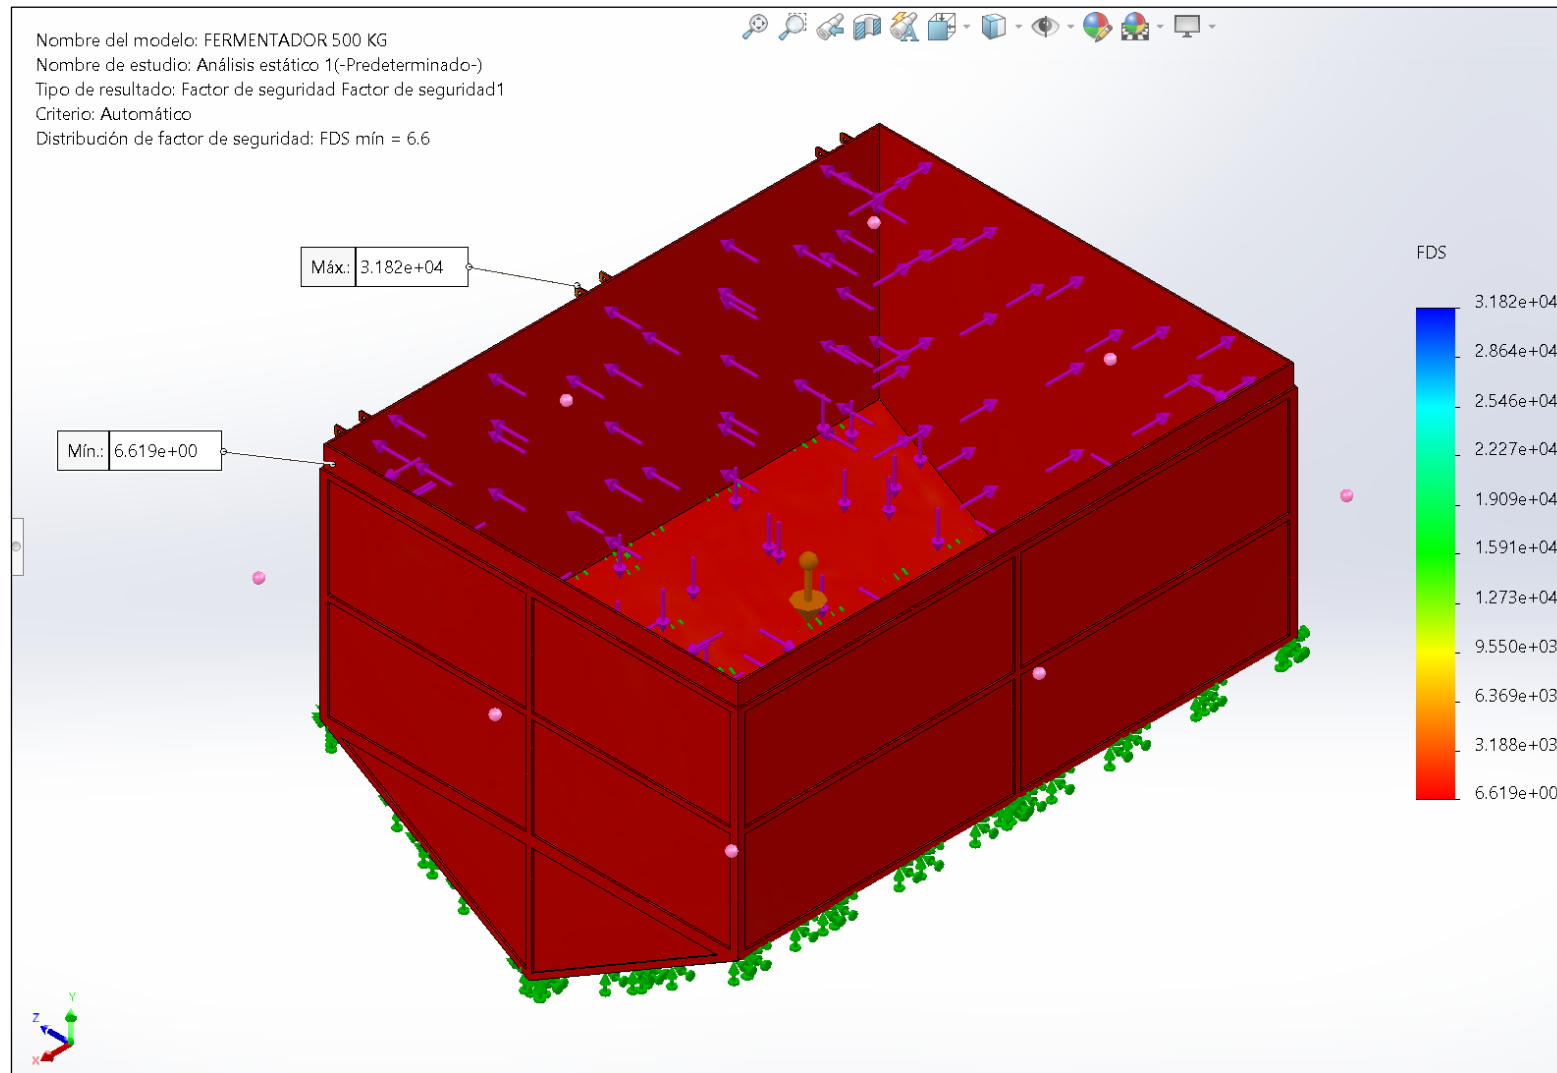 Nombre del modelo: FERMENTADOR 500 KG
Nombre de estudio: Análisis estático 1(-Predeterminado-)
Tipo de resultado: Factor de seguridad Factor de seguridad1
Criterio: Automático
Distribución de factor de seguridad: FDS mín = 6.6
Máx.: 3.182e+04
Mín.: 6.619e+00
FDS
3.182e+04
2.864e+04
2.546e+04
2.227e+04
1.909e+04
1.591e+04
1.273e+04
9.550e+03
6.369e+03
3.188e+03
6.619e+00
Y
Z
X